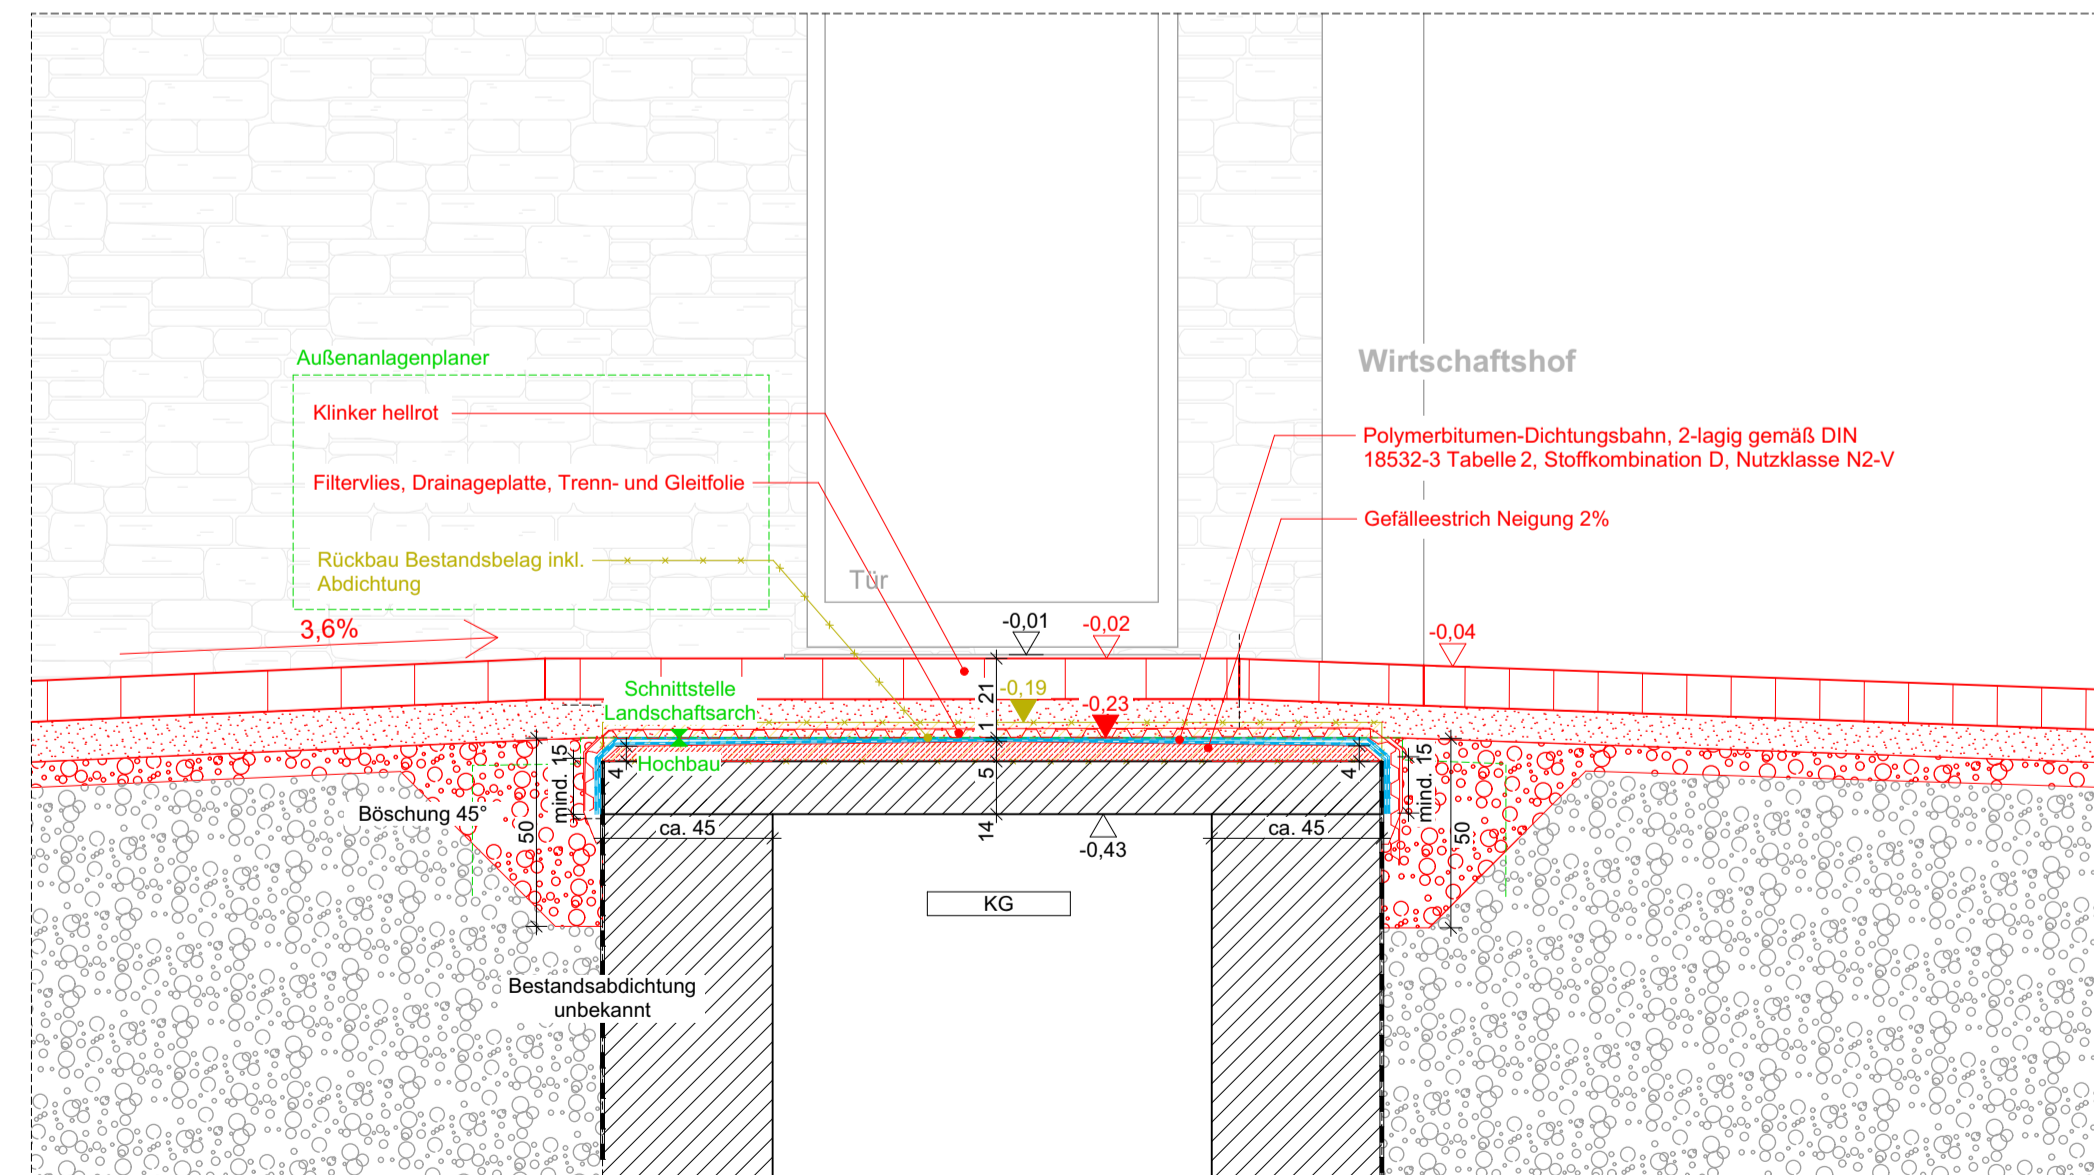 Außenanlagenplaner
Klinker hellrot
Filtervlies, Drainageplatte, Trenn- und Gleitfolie
Rückbau Bestandsbelag inkl.
Abdichtung
Wirtschaftshof
Polymerbitumen-Dichtungsbahn, 2-lagig gemäß DIN
18532-3 Tabelle 2, Stoffkombination D, Nutzklasse N2-V
Gefälleestrich Neigung 2%
Tür
3,6%
-0,01
-0,02
-0,04
Schnittstelle
Landschaftsarch
Hochbau
21
-0,19
-0,23
1
5
14
4
4
mind. 15
mind. 15
50
50
Böschung 45°
ca. 45
ca. 45
-0,43
KG
Bestandsabdichtung
unbekannt